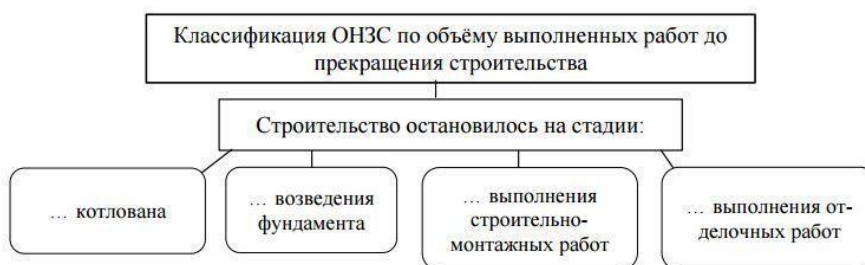 Классификация ОНЗС по объёму выполненных работ до
прекращения строительства
Строительство остановилось на стадии:
… котлована
… возведения
фундамента
… выполнения
строительно-
монтажных работ
… выполнения от-
делочных работ